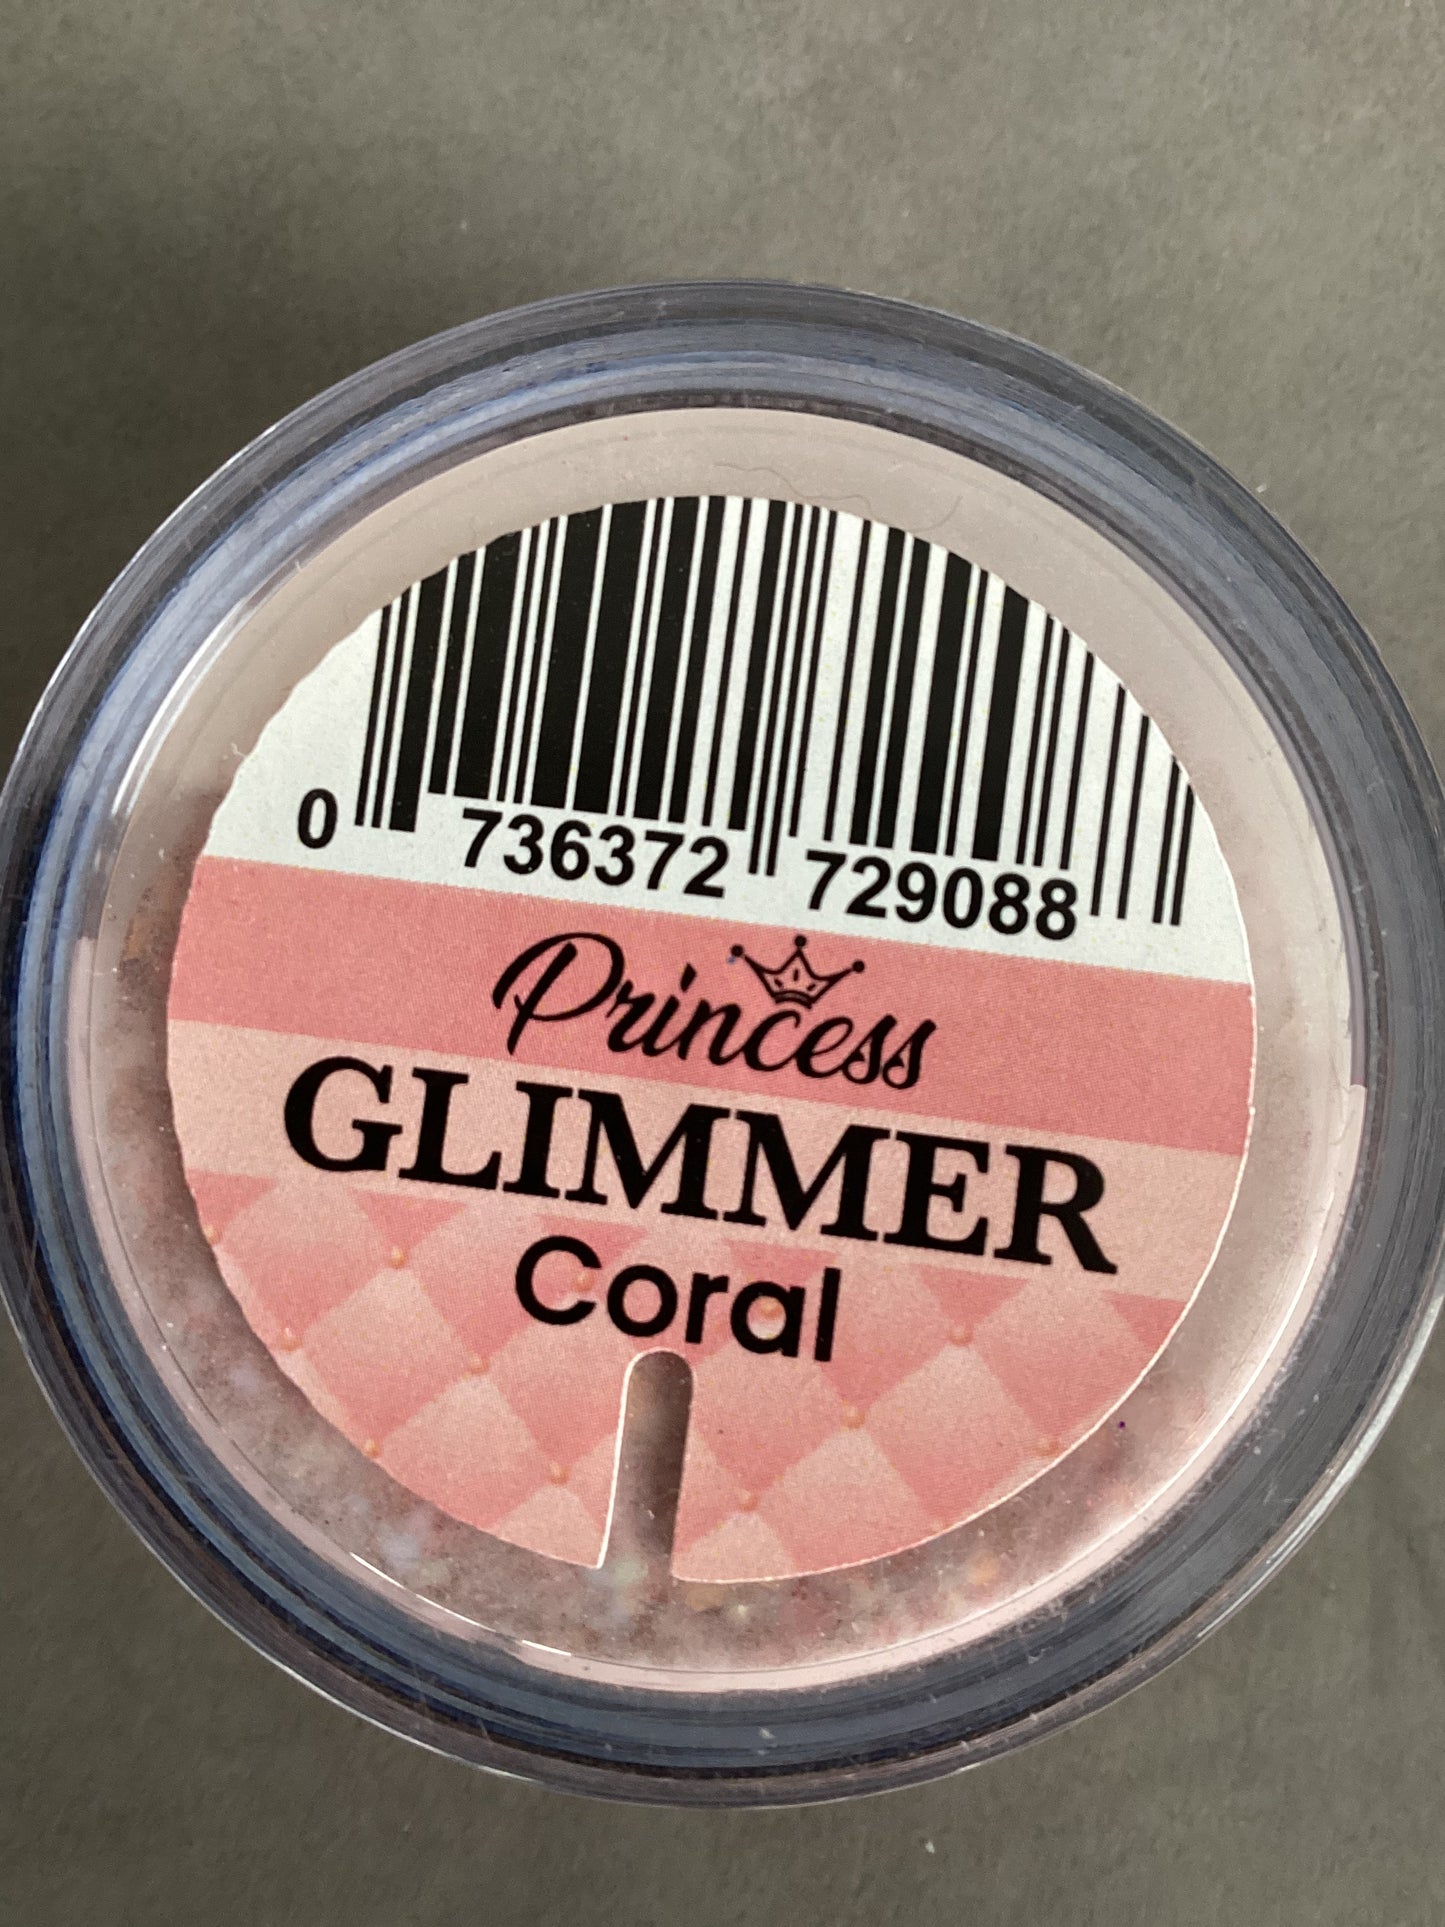 0 736372 729088
Princess
GLIMMER
Coral